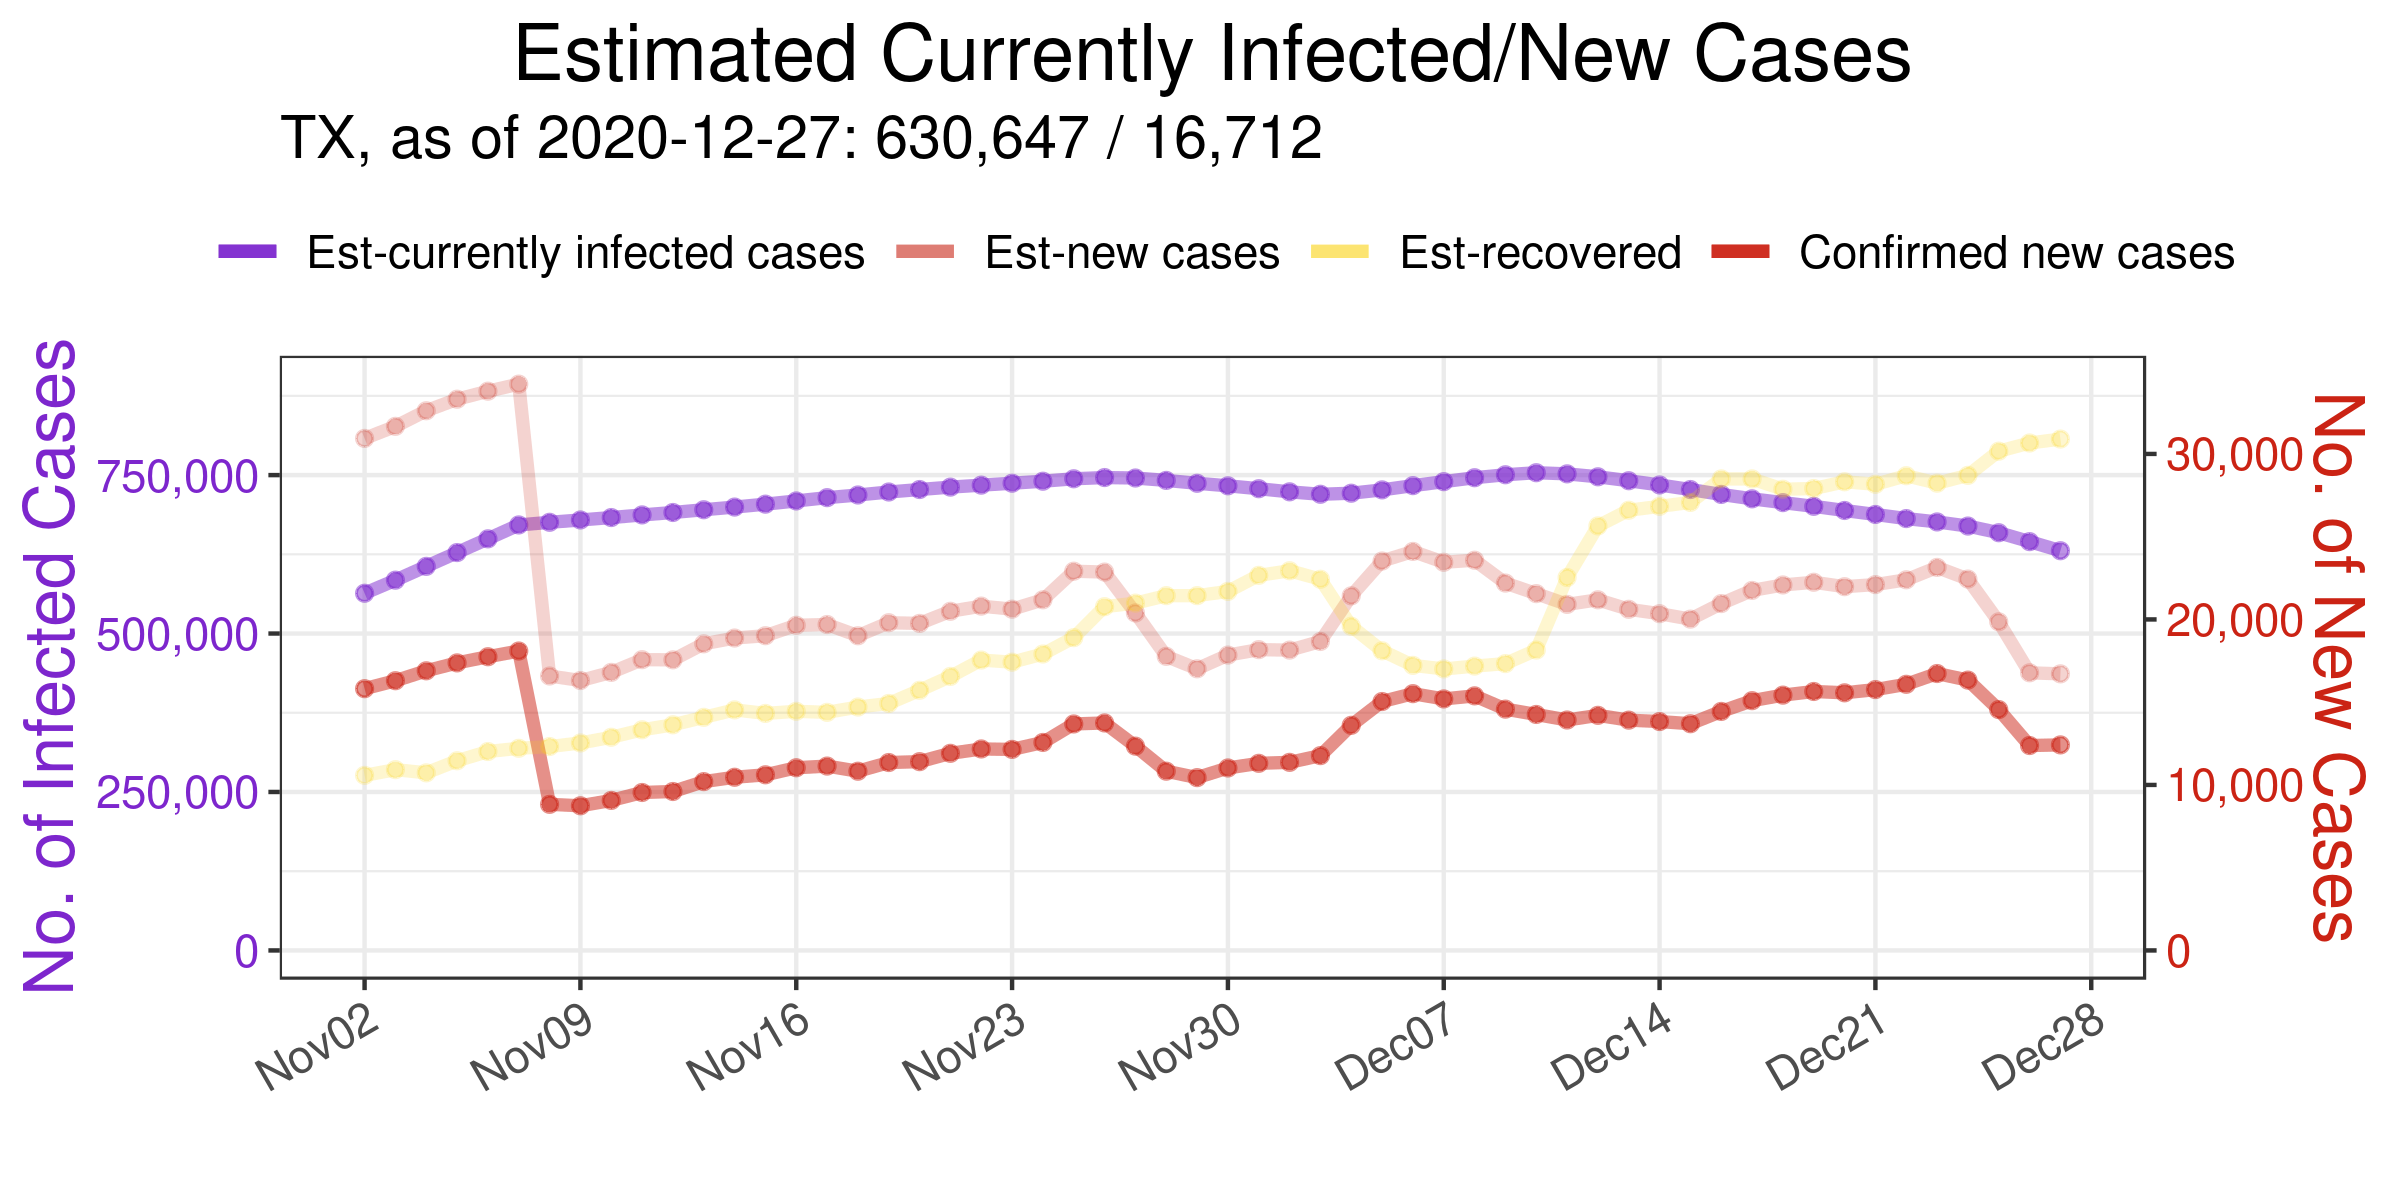 Estimated Currently Infected/New Cases
TX, as of 2020-12-27: 630,647 / 16,712
Est-currently infected cases Est-new cases Est-recovered Confirmed new cases
No. of Infected Cases
750,000
500,000
250,000
0
30,000
20,000
10,000
0
No. of New Cases
Nov02 Nov09 Nov16 Nov23 Nov30 Dec07 Dec14 Dec21 Dec28